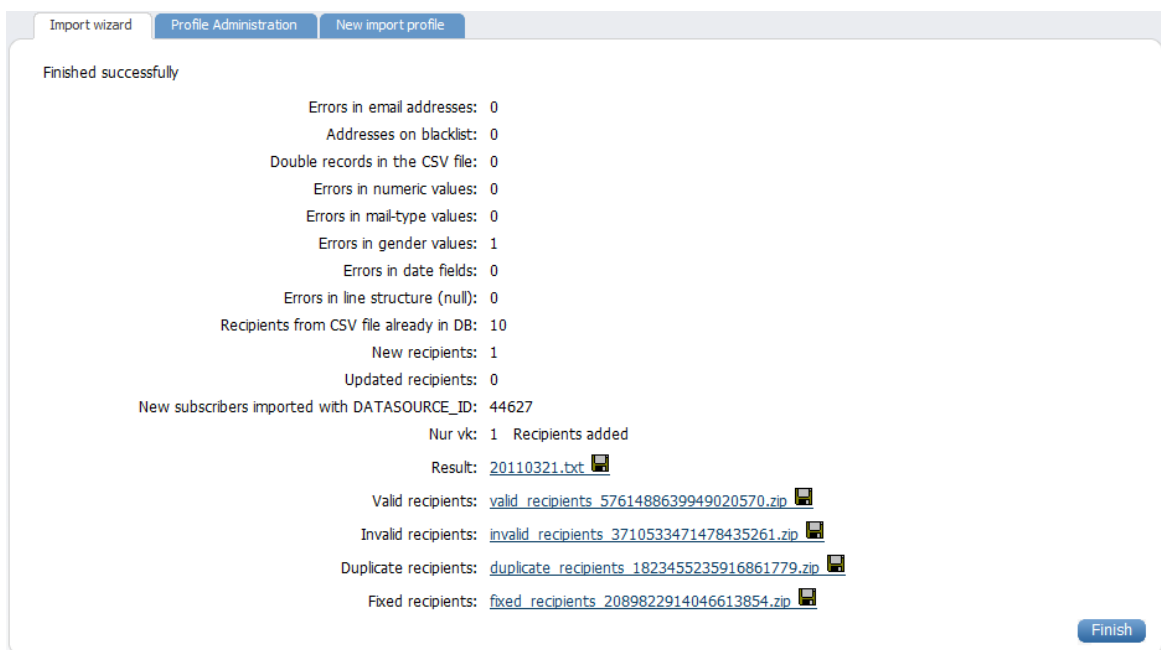 Import wizard Profile Administration New import profile
Finished successfully
Errors in email addresses: 0
Addresses on blacklist: 0
Double records in the CSV file: 0
Errors in numeric values: 0
Errors in mail-type values: 0
Errors in gender values: 1
Errors in date fields: 0
Errors in line structure (null): 0
Recipients from CSV file already in DB: 10
New recipients: 1
Updated recipients: 0
New subscribers imported with DATASOURCE_ID: 44627
Nur vk: 1 Recipients added
Result: 20110321.txt
Valid recipients: valid_recipients_5761488639949020570.zip
Invalid recipients: invalid_recipients_3710533471478435261.zip
Duplicate recipients: duplicate_recipients_1823455235916861779.zip
Fixed recipients: fixed_recipients_2089822914046613854.zip
Finish